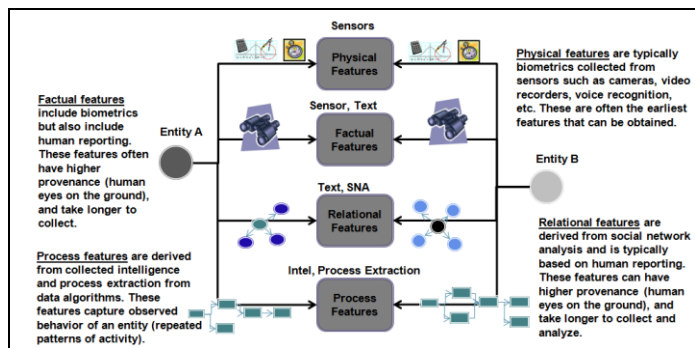 Sensors
Physical
Features
Physical features are typically
biometrics collected from
sensors such as cameras, video
recorders, voice recognition,
etc. These are often the earliest
features that can be obtained.
Factual features
include biometrics
but also include
human reporting.
These features often
have higher
provenance (human
eyes on the ground),
and take longer to
collect.
Entity A
Sensor, Text
Factual
Features
Entity B
Text, SNA
Relational
Features
Relational features are
derived from social network
analysis and is typically
based on human reporting.
These features can have
higher provenance (human
eyes on the ground), and
take longer to collect and
analyze.
Process features are derived
from collected intelligence
and process extraction from
data algorithms. These
features capture observed
behavior of an entity (repeated
patterns of activity).
Intel, Process Extraction
Process
Features